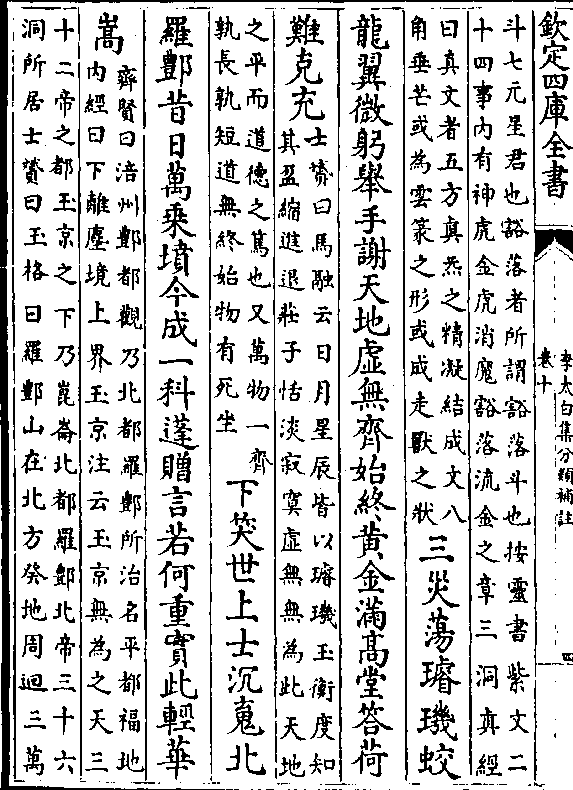 欽定四庫全書
李太白集分類補註
卷十
四
斗七元星君也豁落者所謂豁落斗也按靈書紫文二
十四事內有神虎金虎消魔豁落流金之章三洞真經
曰真文者五方真炁之精凝結成文八
角垂芒或為雲篆之形或成走獸之狀
三災蕩璿璣蛟
龍翼微躬舉手謝天地虛無齊始終黃金滿高堂答荷
難克充
士贇曰馬融云日月星辰皆以璿璣玉衡度知
其盈縮進退莊子恬淡寂寞虛無無為此天地
之平而道德之篤也又萬物一齊
孰長孰短道無終始物有死生
下笑世上士沉䰟北
羅酆昔日萬乗墳今成一科蓬贈言若何重實此輕華
嵩
齊賢曰涪州酆都觀乃北都羅酆所治名平都福地
內經曰下離塵境上界玉京注云玉京無為之天三
十二帝之都玉京之下乃崑崙北都羅酆北帝三十六
洞所居士贇曰玉格曰羅酆山在北方癸地周迴三萬